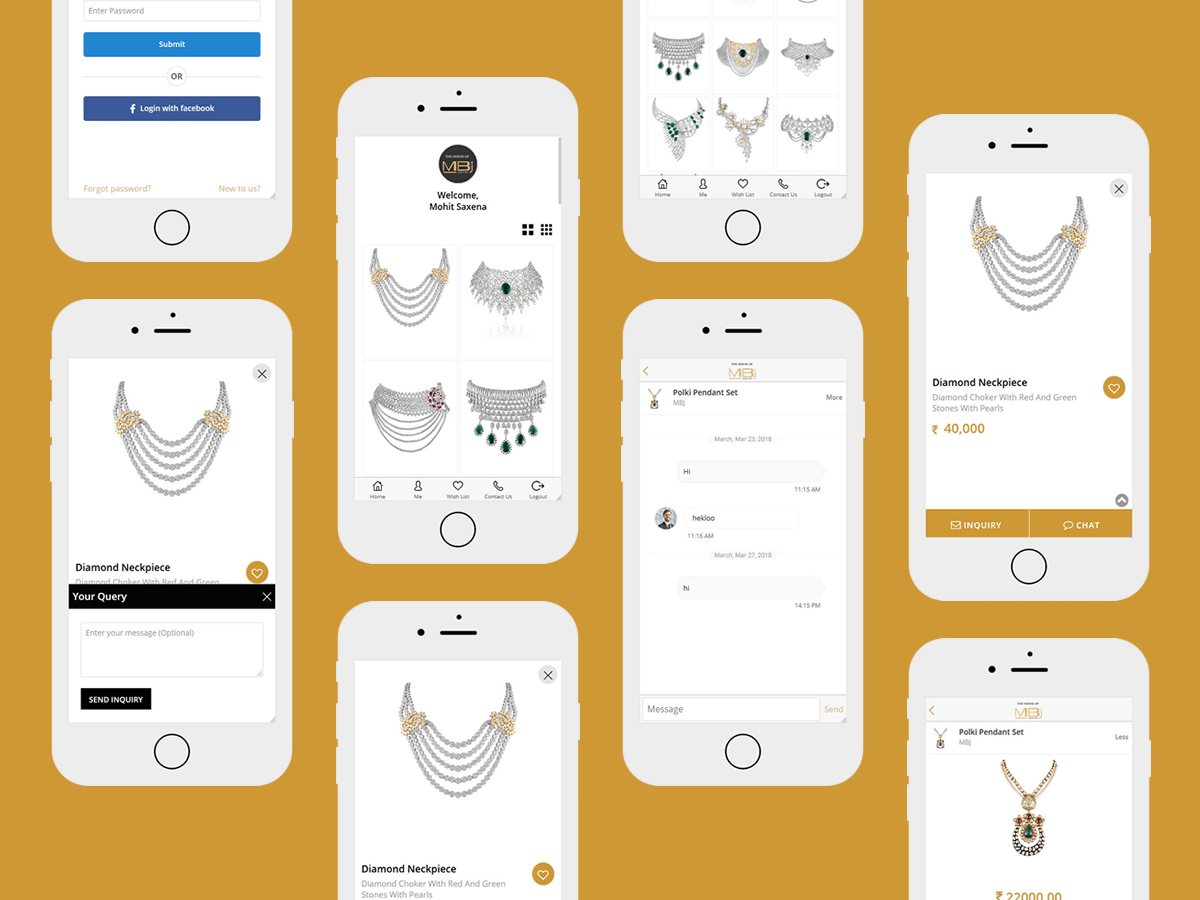 Enter Password
Submit
OR
Login with facebook
Forgot password?
New to us?
THE HOUSE OF
MBj
Welcome,
Mohit Saxena
Home
Me
Wish List
Contact Us
Logout
Home
Me
Wish List
Contact Us
Logout
Diamond Neckpiece
Diamond Choker With Red And Green
Stones With Pearls
₹ 40,000
INQUIRY
CHAT
Diamond Neckpiece
Diamond Choker With Red And Green
Your Query
Enter your message (Optional)
SEND INQUIRY
THE HOUSE OF
MBj
Polki Pendant Set
MBJ
More
March, Mar 23, 2018
Hi
11:15 AM
hekloo
11:16 AM
March, Mar 27, 2018
hi
14:15 PM
Message
Send
Diamond Neckpiece
Diamond Choker With Red And Green
Stones With Pearls
THE HOUSE OF
MBj
Polki Pendant Set
MBJ
Less
₹ 22000.00